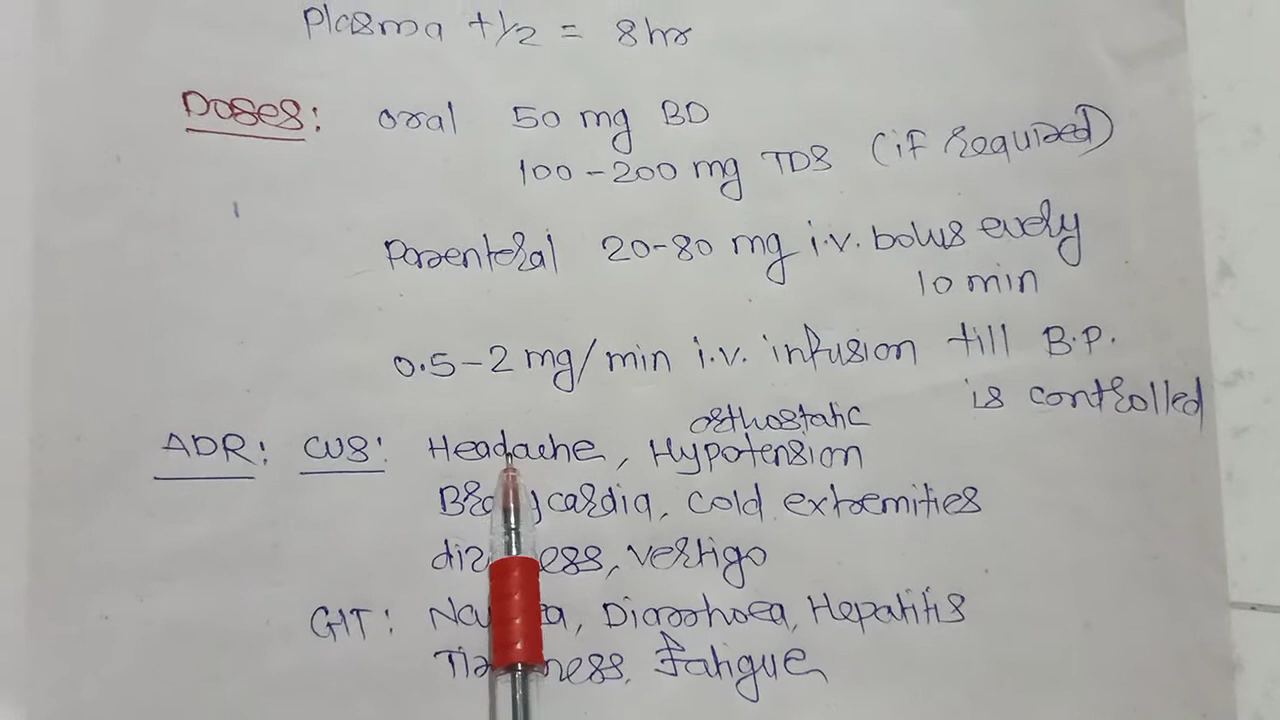 Plasma t1/2 = 8hr
Doses: oral 50 mg BD
100-200 mg TDS (if required)
Parenteral 20-80 mg i.v. bolus every
10 min
0.5-2 mg/min i.v. infusion till B.P.
is controlled
orthostatic
ADR: CVS: Headache, Hypotension
cardia, cold extremities
vertigo
GIT: Diarrhoea, Hepatitis
Fatigue